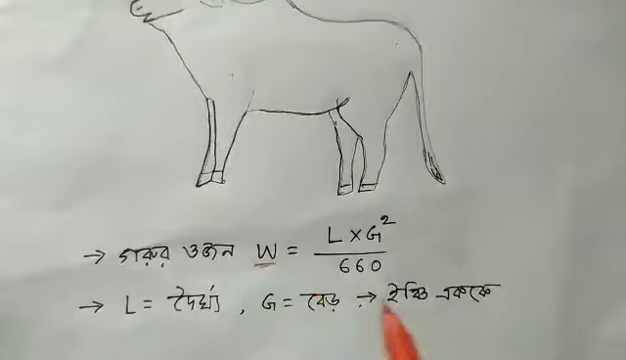 → গরুর ওজন W = L × G² / 660
→ L = দৈর্ঘ্য, G = বেড় → ইঞ্চি এককে